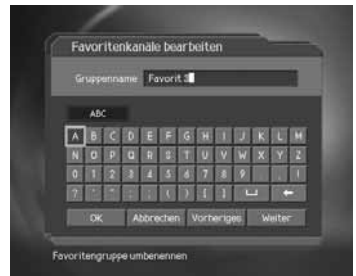 Favoritenkanäle bearbeiten
Gruppenname Favorit 3
ABC
A B C D E F G H I J K L M
N O P Q R S T U V W X Y Z
0 1 2 3 4 5 6 7 8 9
OK Abbrechen Vorheriges Weiter
Favoritengruppe umbenennen